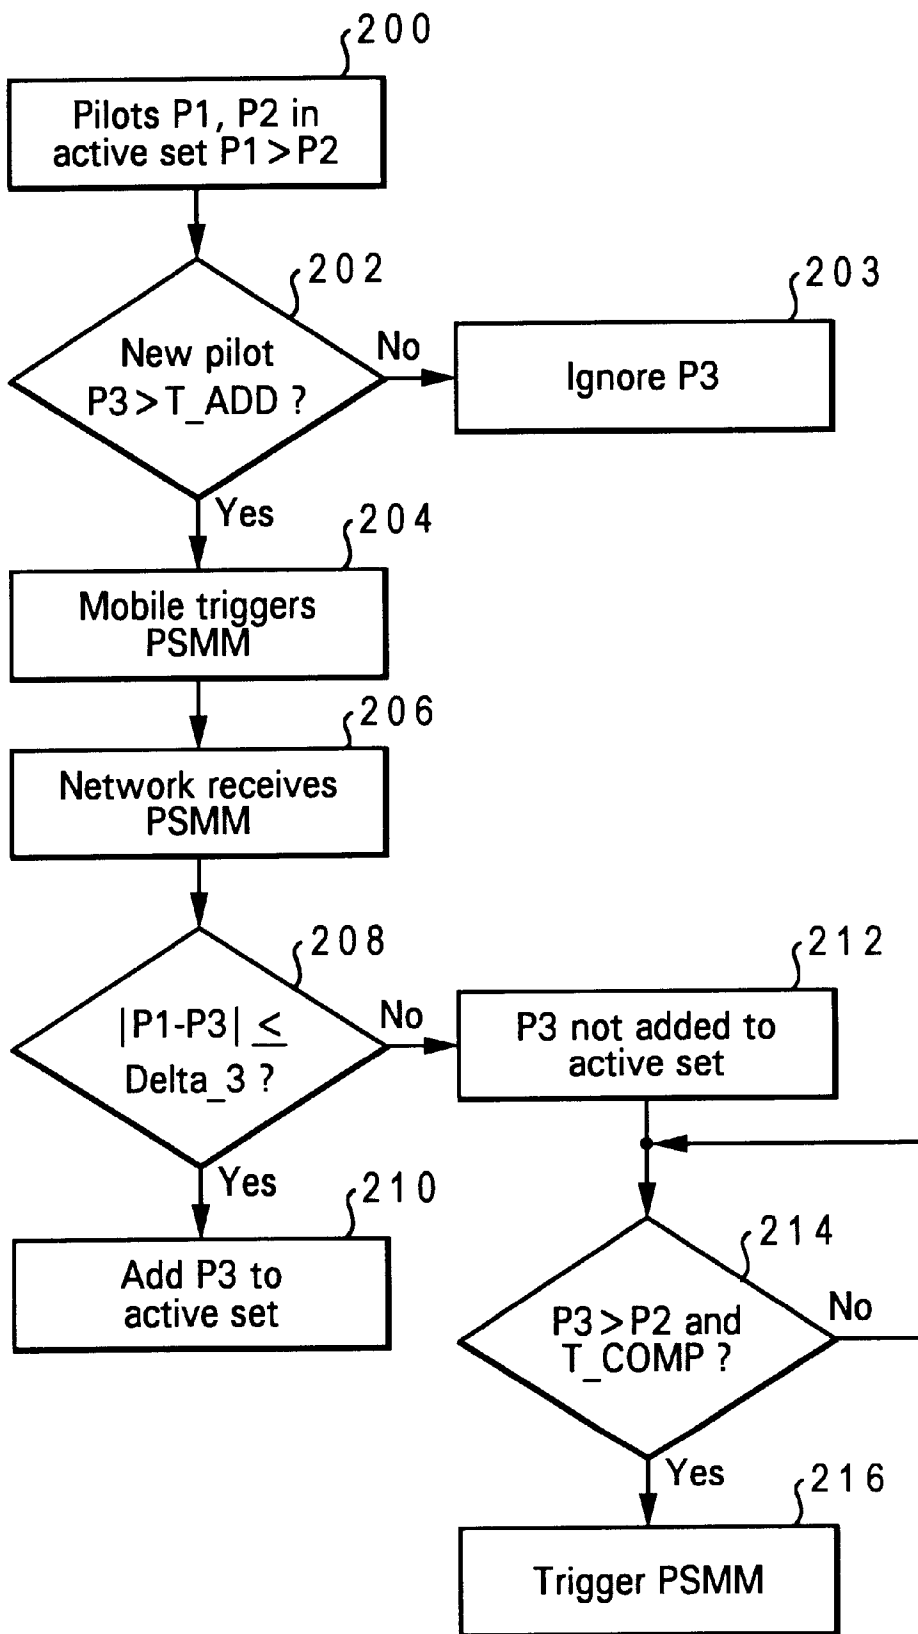 200
Pilots P1, P2 in
active set P1>P2
202
New pilot
P3>T_ADD ?
No
203
Ignore P3
Yes
204
Mobile triggers
PSMM
206
Network receives
PSMM
208
|P1-P3| ≤
Delta_3 ?
No
212
P3 not added to
active set
Yes
210
Add P3 to
active set
214
P3>P2 and
T_COMP ?
No
Yes
216
Trigger PSMM